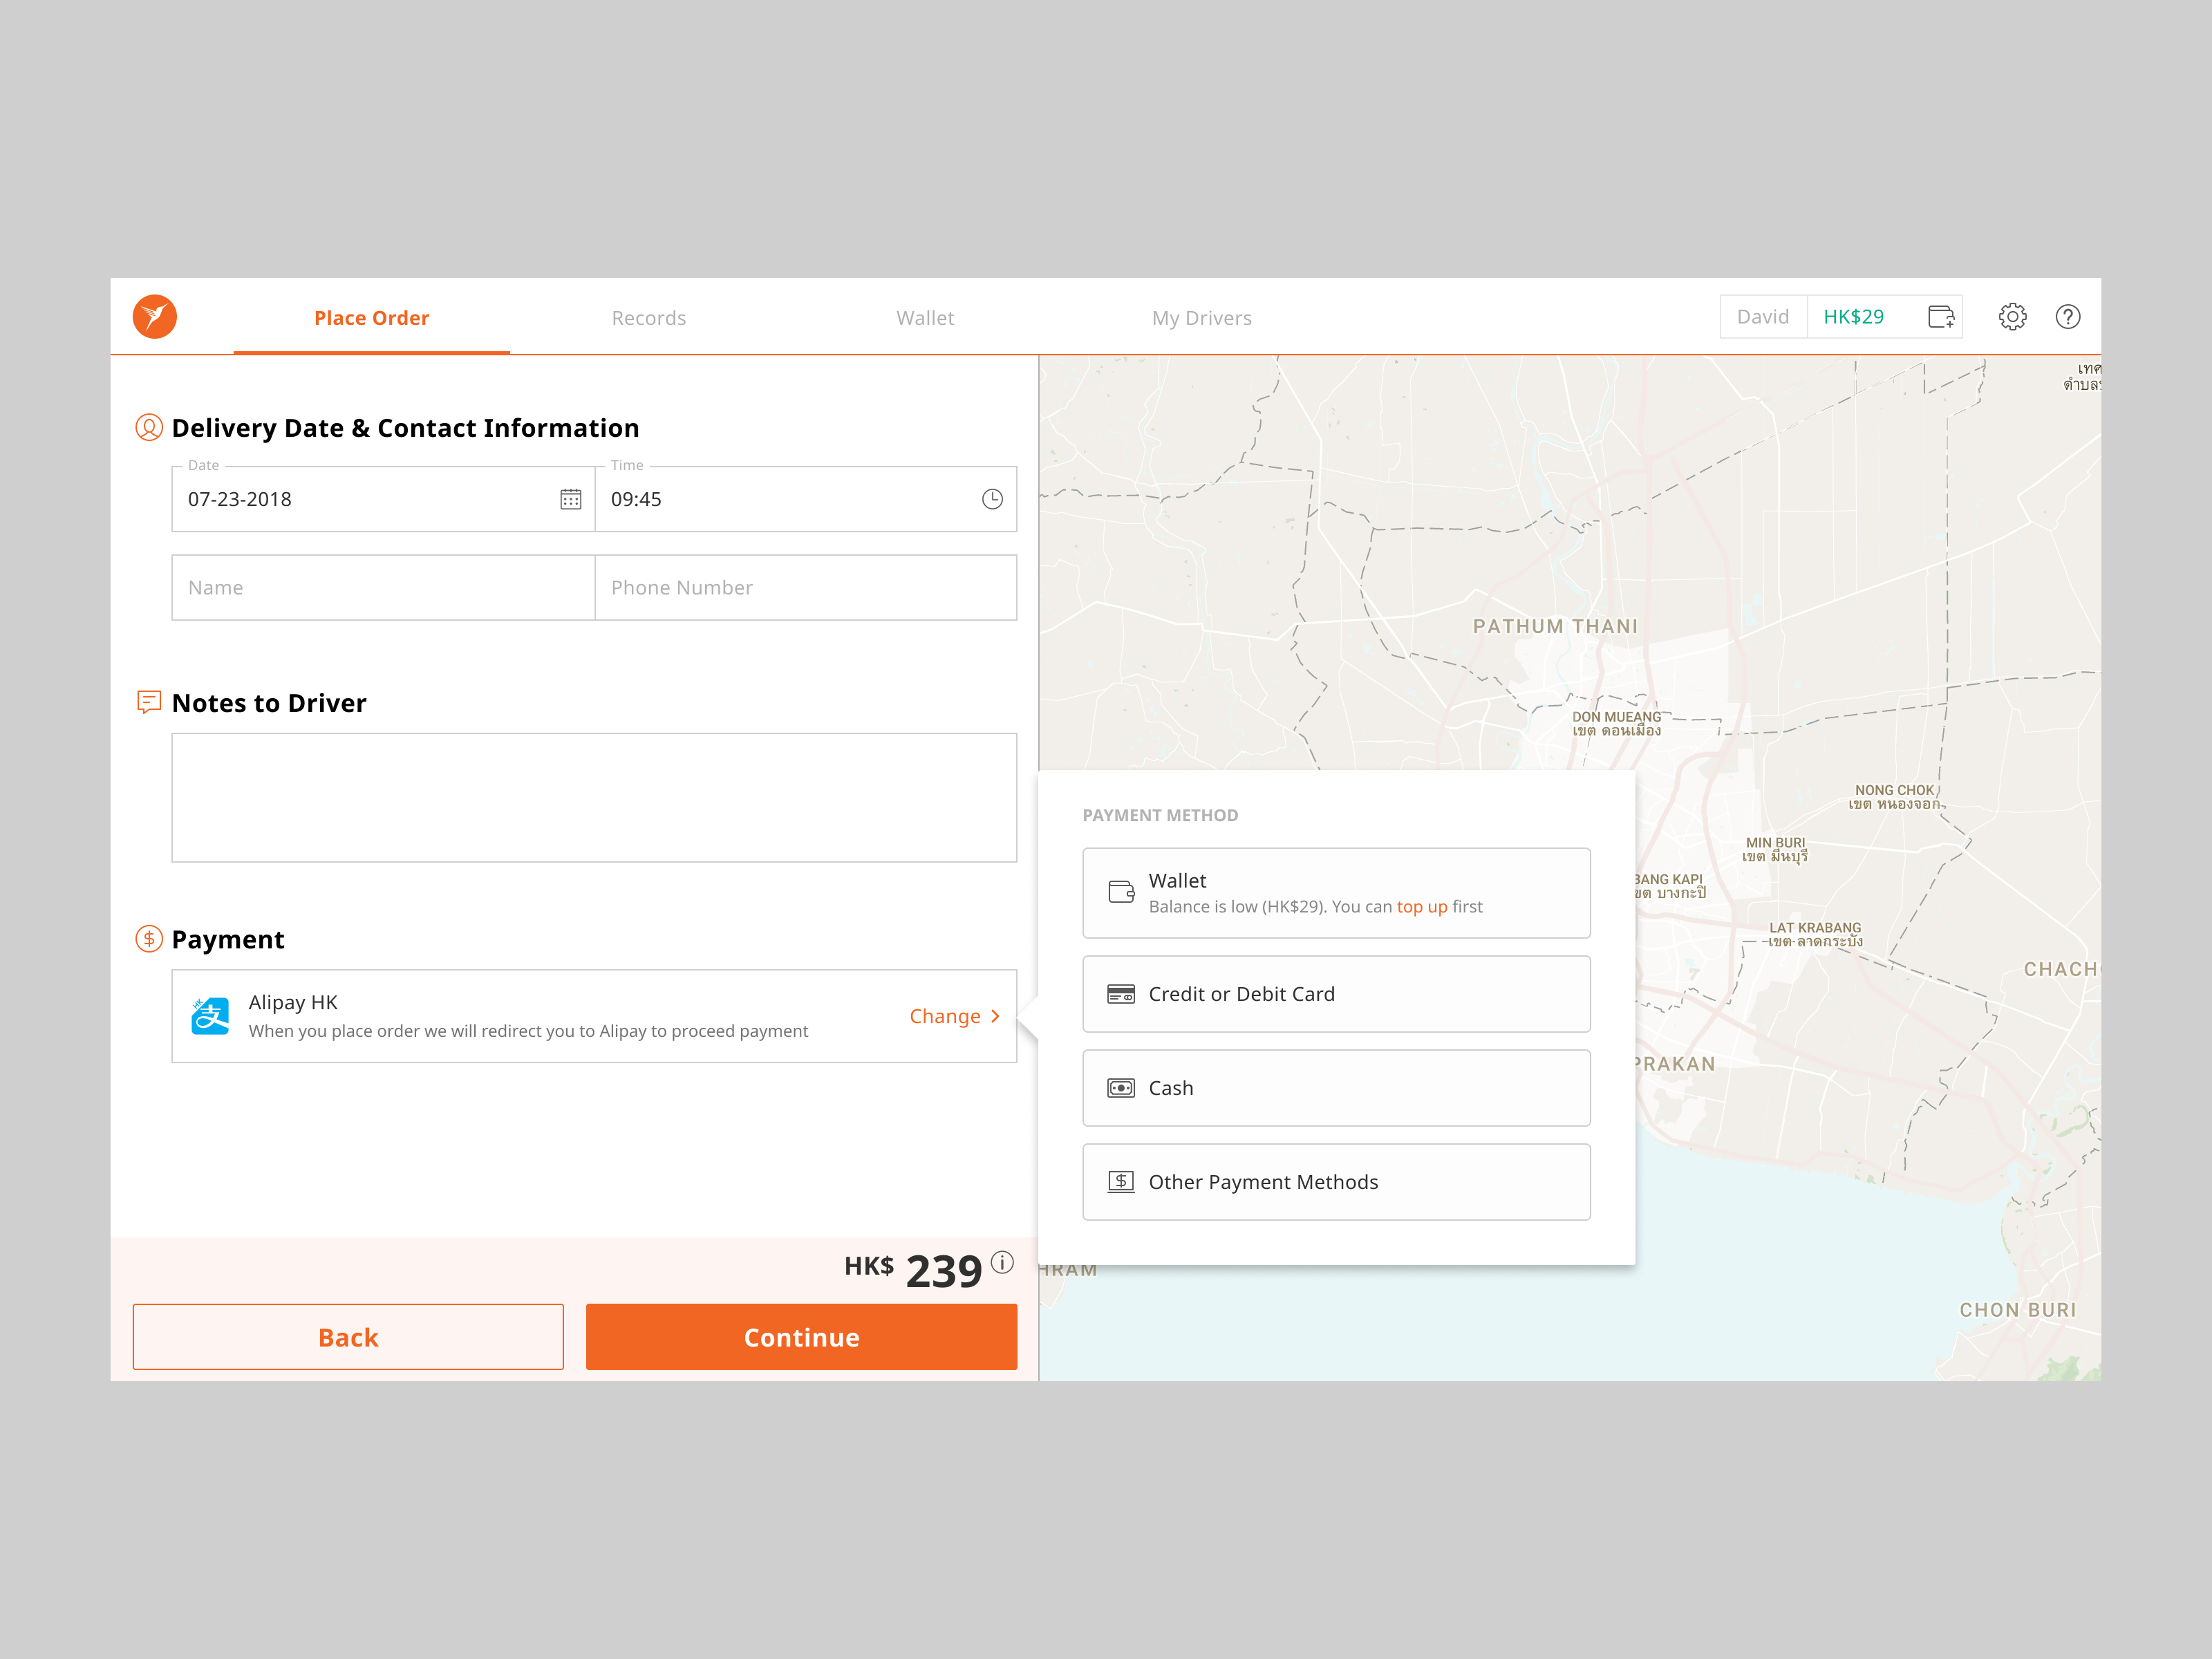 Place Order
Records
Wallet
My Drivers
David
HK$29
Delivery Date & Contact Information
Date
07-23-2018
Time
09:45
Name
Phone Number
Notes to Driver
Payment
支
HK
Alipay HK
When you place order we will redirect you to Alipay to proceed payment
Change
HK$ 239
Back
Continue
PAYMENT METHOD
Wallet
Balance is low (HK$29). You can top up first
Credit or Debit Card
Cash
Other Payment Methods
PATHUM THANI
DON MUEANG
เขต ดอนเมือง
NONG CHOK
เขต หนองจอก
MIN BURI
เขต มีนบุรี
BANG KAPI
เขต บางกะปิ
LAT KRABANG
เขต ลาดกระบัง
CHACH
PRAKAN
7
HRAM
CHON BURI